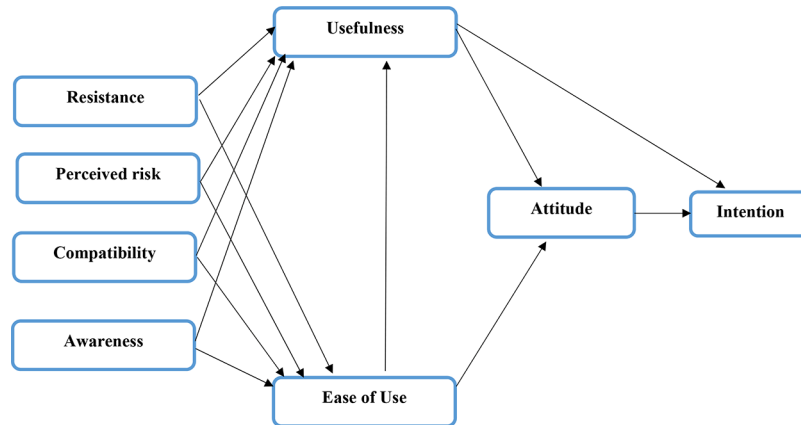 Usefulness
Resistance
Perceived risk
Compatibility
Awareness
Attitude
Intention
Ease of Use